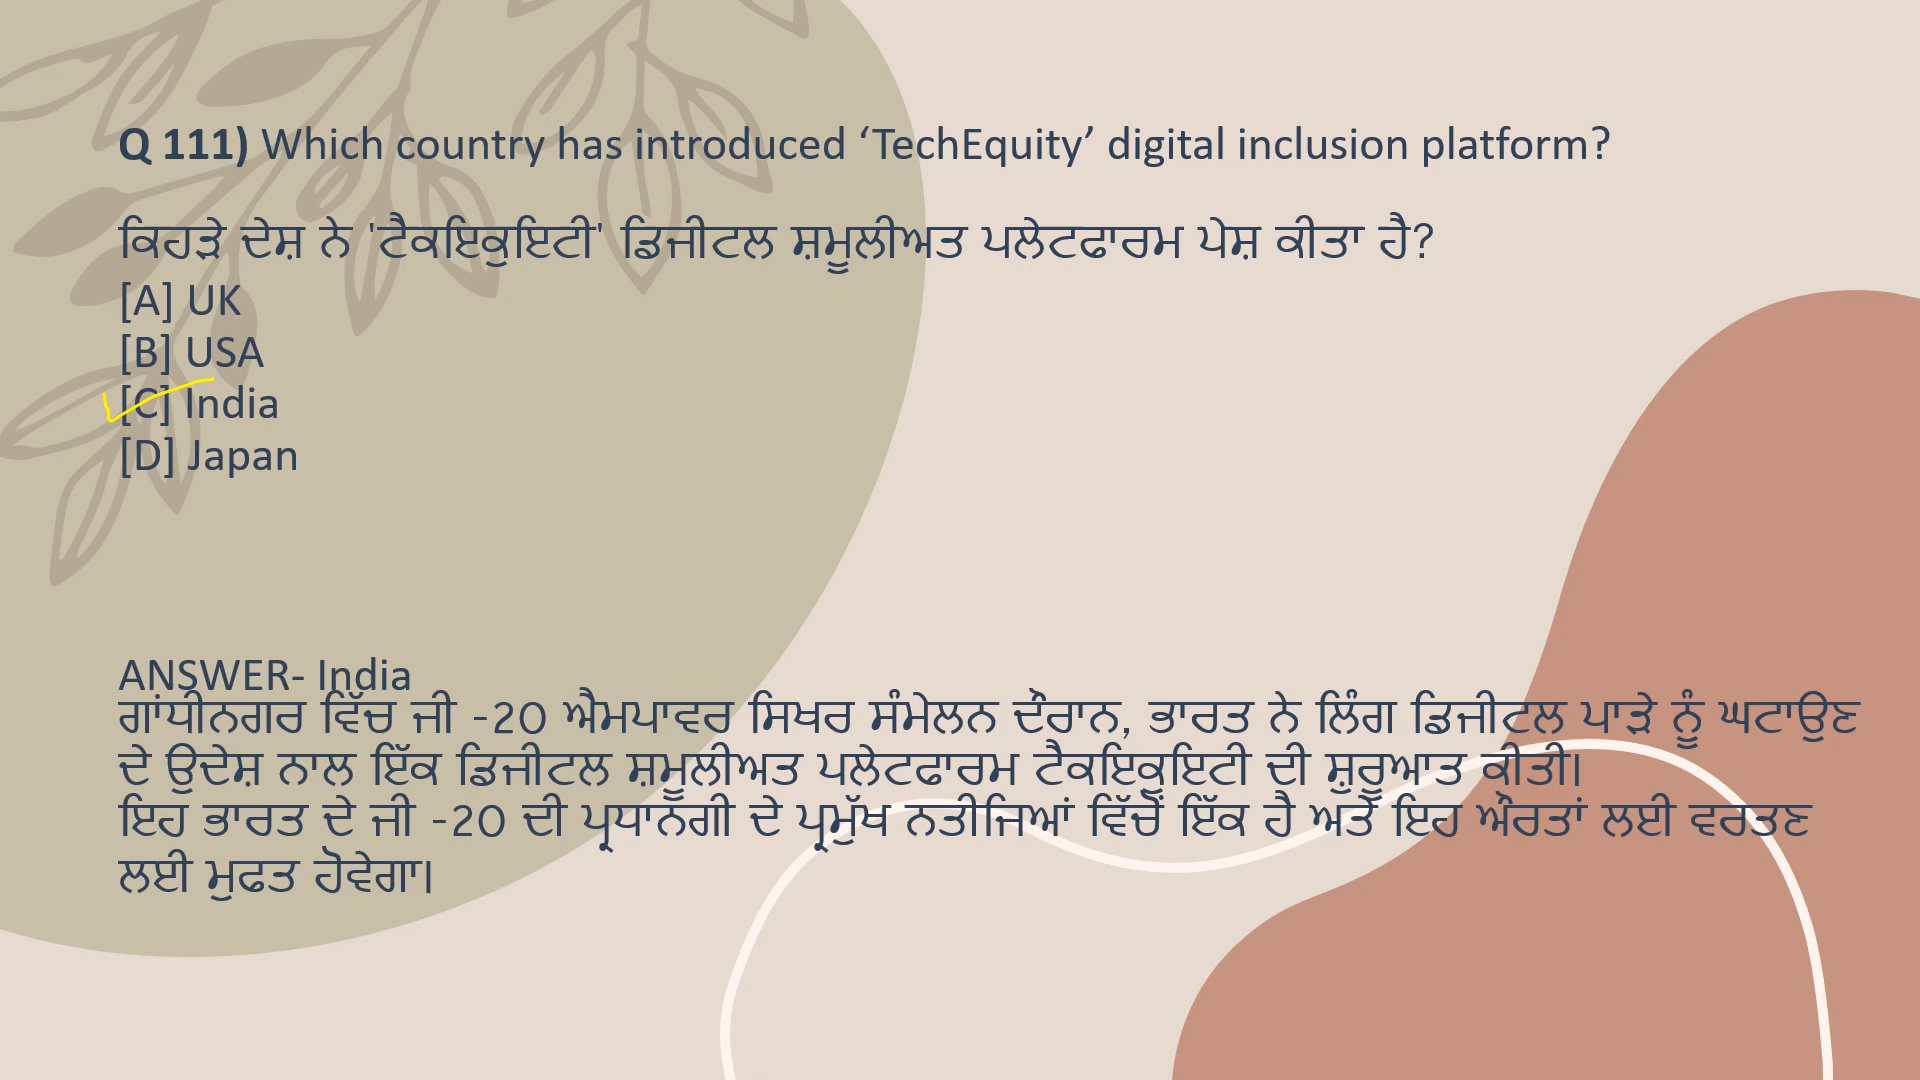 Q 111) Which country has introduced ‘TechEquity’ digital inclusion platform?
ਕਿਹੜੇ ਦੇਸ਼ ਨੇ 'ਟੈਕਇਕੁਇਟੀ' ਡਿਜੀਟਲ ਸ਼ਮੂਲੀਅਤ ਪਲੇਟਫਾਰਮ ਪੇਸ਼ ਕੀਤਾ ਹੈ?
[A] UK
[B] USA
[C] India
[D] Japan
ANSWER- India
ਗਾਂਧੀਨਗਰ ਵਿੱਚ ਜੀ -20 ਐਮਪਾਵਰ ਸਿਖਰ ਸੰਮੇਲਨ ਦੌਰਾਨ, ਭਾਰਤ ਨੇ ਲਿੰਗ ਡਿਜੀਟਲ ਪਾੜੇ ਨੂੰ ਘਟਾਉਣ
ਦੇ ਉਦੇਸ਼ ਨਾਲ ਇੱਕ ਡਿਜੀਟਲ ਸ਼ਮੂਲੀਅਤ ਪਲੇਟਫਾਰਮ ਟੈਕਇਕੁਇਟੀ ਦੀ ਸ਼ੁਰੂਆਤ ਕੀਤੀ।
ਇਹ ਭਾਰਤ ਦੇ ਜੀ -20 ਦੀ ਪ੍ਰਧਾਨਗੀ ਦੇ ਪ੍ਰਮੁੱਖ ਨਤੀਜਿਆਂ ਵਿੱਚੋਂ ਇੱਕ ਹੈ ਅਤੇ ਇਹ ਔਰਤਾਂ ਲਈ ਵਰਤਣ
ਲਈ ਮੁਫਤ ਹੋਵੇਗਾ।